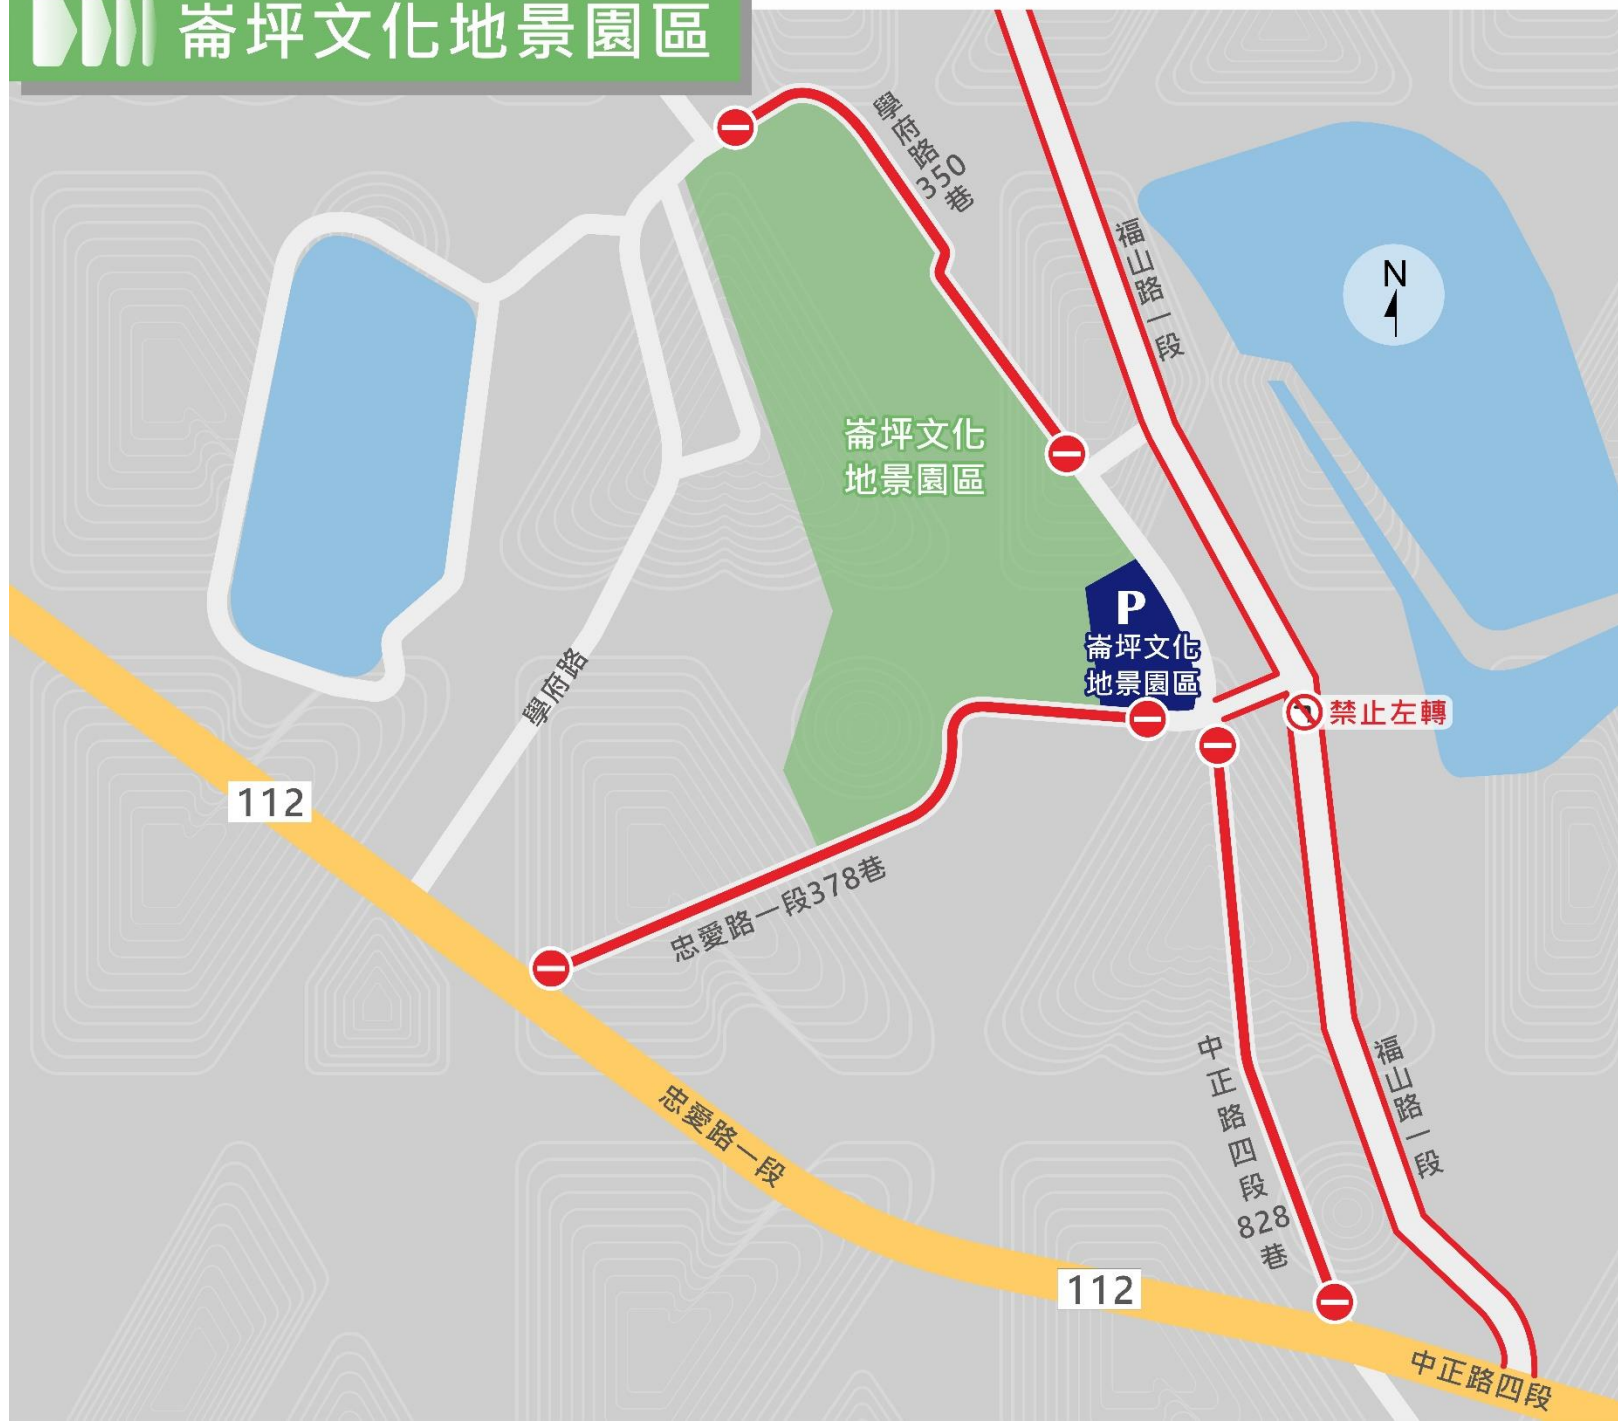 崙坪文化地景園區
學府路350巷
福山路一段
N
崙坪文化
地景園區
P
崙坪文化
地景園區
學府路
禁止左轉
112
忠愛路一段378巷
忠愛路一段
中正路四段828巷
福山路一段
112
中正路四段